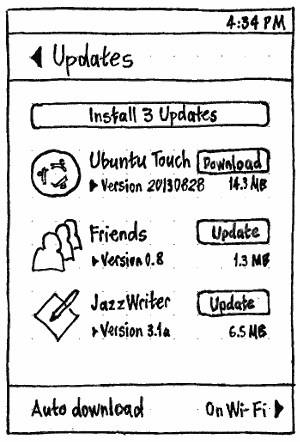 4:34 PM
Updates
Install 3 Updates
Ubuntu Touch Download
Version 20130828 14.3 MB
Friends Update
Version 0.8 1.3 MB
JazzWriter Update
Version 3.1a 6.5 MB
Auto download On Wi-Fi